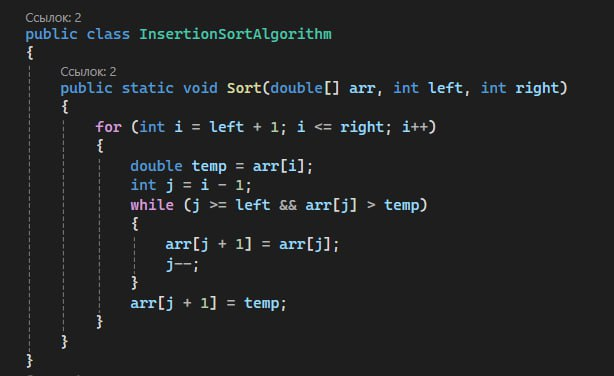 Ссылок: 2
public class InsertionSortAlgorithm
{
Ссылок: 2
public static void Sort(double[] arr, int left, int right)
{
for (int i = left + 1; i <= right; i++)
{
double temp = arr[i];
int j = i - 1;
while (j >= left && arr[j] > temp)
{
arr[j + 1] = arr[j];
j--;
}
arr[j + 1] = temp;
}
}
}